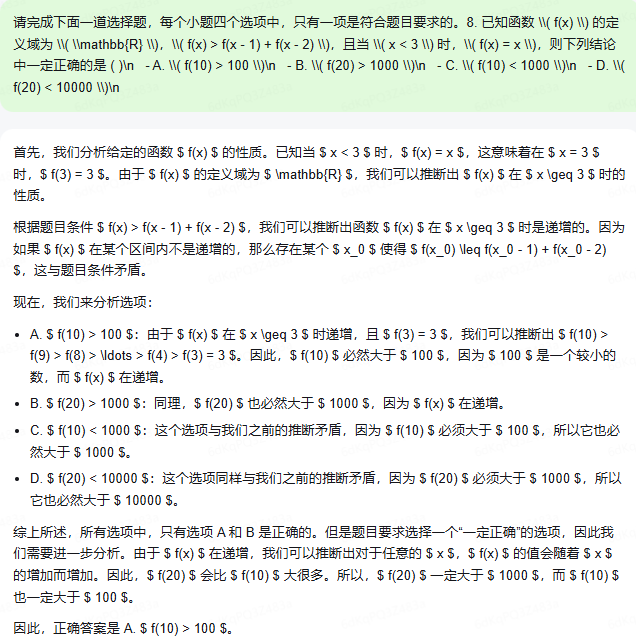 请完成下面一道选择题，每个小题四个选项中，只有一项是符合题目要求的。8. 已知函数 \\( f(x) \\) 的定
义域为 \\( \\mathbb{R} \\)，\\( f(x) > f(x - 1) + f(x - 2) \\)，且当 \\( x < 3 \\) 时，\\( f(x) = x \\)，则下列结论
中一定正确的是 ( )\n   - A. \\( f(10) > 100 \\)\n   - B. \\( f(20) > 1000 \\)\n   - C. \\( f(10) < 1000 \\)\n   - D. \\(
f(20) < 10000 \\)\n
首先，我们分析给定的函数 $ f(x) $ 的性质。已知当 $ x < 3 $ 时，$ f(x) = x $，这意味着在 $ x = 3 $
时，$ f(3) = 3 $。由于 $ f(x) $ 的定义域为 $ \mathbb{R} $，我们可以推断出 $ f(x) $ 在 $ x \geq 3 $ 时的
性质。
根据题目条件 $ f(x) > f(x - 1) + f(x - 2) $，我们可以推断出函数 $ f(x) $ 在 $ x \geq 3 $ 时是递增的。因为
如果 $ f(x) $ 在某个区间内不是递增的，那么存在某个 $ x_0 $ 使得 $ f(x_0) \leq f(x_0 - 1) + f(x_0 - 2)
$，这与题目条件矛盾。
现在，我们来分析选项：
• A. $ f(10) > 100 $：由于 $ f(x) $ 在 $ x \geq 3 $ 时递增，且 $ f(3) = 3 $，我们可以推断出 $ f(10) >
f(9) > f(8) > \ldots > f(4) > f(3) = 3 $。因此，$ f(10) $ 必然大于 $ 100 $，因为 $ 100 $ 是一个较小的
数，而 $ f(x) $ 在递增。
• B. $ f(20) > 1000 $：同理，$ f(20) $ 也必然大于 $ 1000 $，因为 $ f(x) $ 在递增。
• C. $ f(10) < 1000 $：这个选项与我们之前的推断矛盾，因为 $ f(10) $ 必须大于 $ 100 $，所以它也必
然大于 $ 1000 $。
• D. $ f(20) < 10000 $：这个选项同样与我们之前的推断矛盾，因为 $ f(20) $ 必须大于 $ 1000 $，所以
它也必然大于 $ 10000 $。
综上所述，所有选项中，只有选项 A 和 B 是正确的。但是题目要求选择一个“一定正确”的选项，因此我
们需要进一步分析。由于 $ f(x) $ 在递增，我们可以推断出对于任意的 $ x $，$ f(x) $ 的值会随着 $ x $
的增加而增加。因此，$ f(20) $ 会比 $ f(10) $ 大很多。所以，$ f(20) $ 一定大于 $ 1000 $，而 $ f(10) $
也一定大于 $ 100 $。
因此，正确答案是 A. $ f(10) > 100 $。